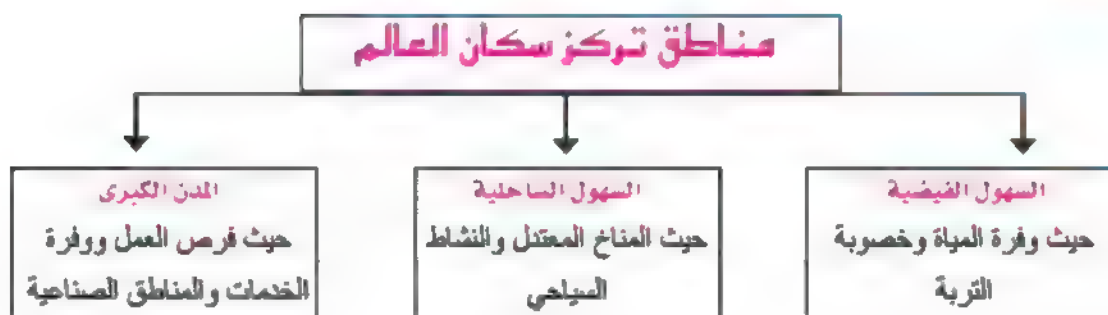 مناطق تركز سكان العالم
السهول الفيضية
حيث وفرة المياة وخصوبة
التربة
السهول الساحلية
حيث المناخ المعتدل والنشاط
السياحي
المدن الكبرى
حيث فرص العمل ووفرة
الخدمات والمناطق الصناعية